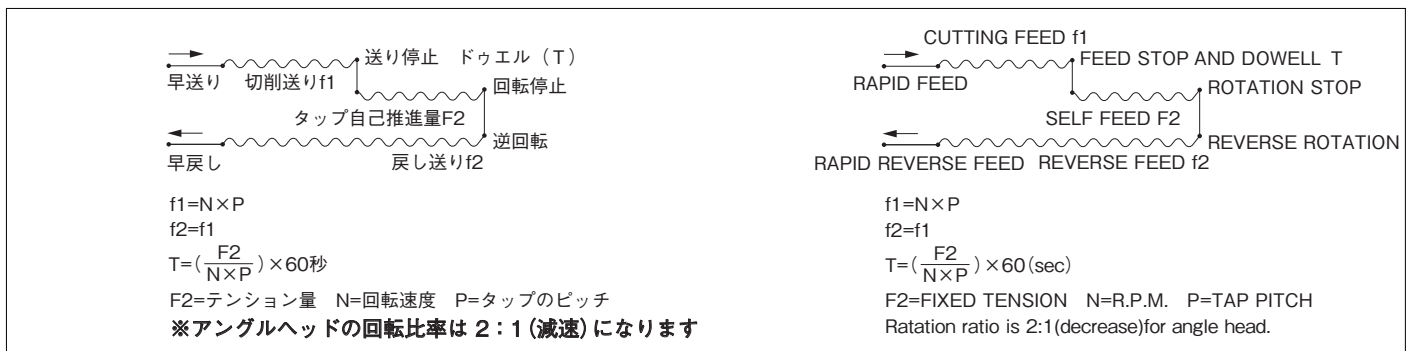 送り停止 ドゥエル(T)
早送り 切削送りf1
回転停止
タップ自己推進量F2
逆回転
早戻し 戻し送りf2
f1=N×P
f2=f1
T=(F2/N×P)×60秒
F2=テンション量 N=回転速度 P=タップのピッチ
※アングルヘッドの回転比率は 2:1(減速)になります
CUTTING FEED f1
FEED STOP AND DOWELL T
RAPID FEED
ROTATION STOP
SELF FEED F2
REVERSE ROTATION
RAPID REVERSE FEED REVERSE FEED f2
f1=N×P
f2=f1
T=(F2/N×P)×60(sec)
F2=FIXED TENSION N=R.P.M. P=TAP PITCH
Ratation ratio is 2:1(decrease)for angle head.